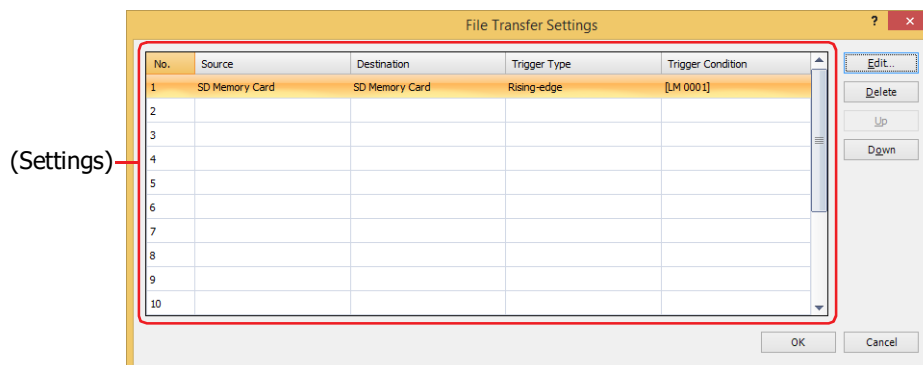 File Transfer Settings
? ×
No. Source Destination Trigger Type Trigger Condition
1 SD Memory Card SD Memory Card Rising-edge [LM 0001]
2
3
4
5
6
7
8
9
10
(Settings)
Edit...
Delete
Up
Down
OK Cancel